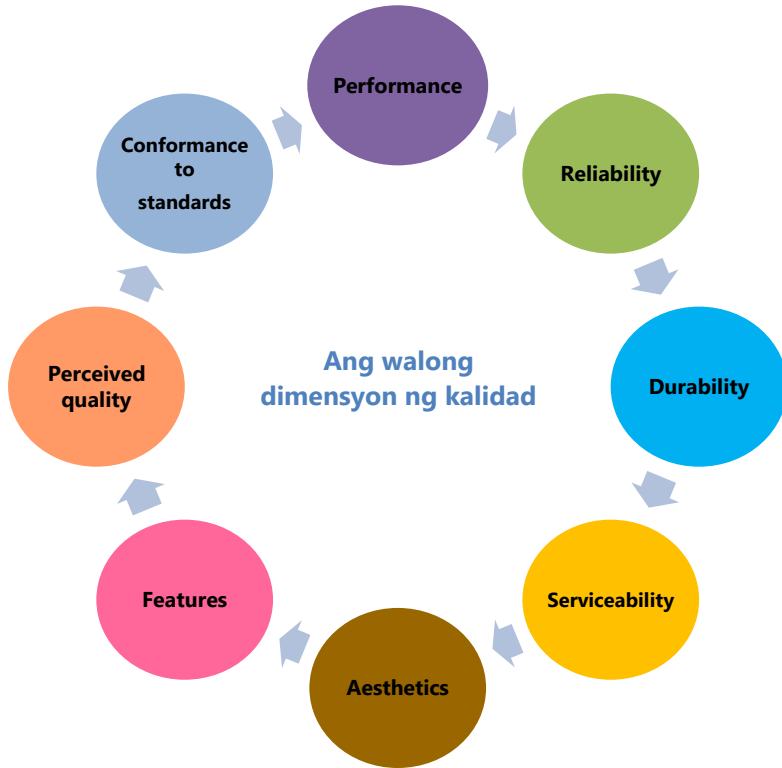 Performance
Reliability
Durability
Serviceability
Aesthetics
Features
Perceived
quality
Conformance
to
standards
Ang walong
dimensyon ng kalidad